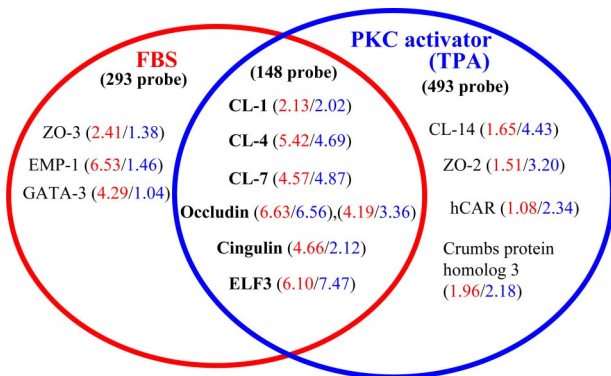 FBS
(293 probe)
ZO-3 (2.41/1.38)
EMP-1 (6.53/1.46)
GATA-3 (4.29/1.04)
(148 probe)
CL-1 (2.13/2.02)
CL-4 (5.42/4.69)
CL-7 (4.57/4.87)
Occludin (6.63/6.56),(4.19/3.36)
Cingulin (4.66/2.12)
ELF3 (6.10/7.47)
PKC activator
(TPA)
(493 probe)
CL-14 (1.65/4.43)
ZO-2 (1.51/3.20)
hCAR (1.08/2.34)
Crumbs protein
homolog 3
(1.96/2.18)